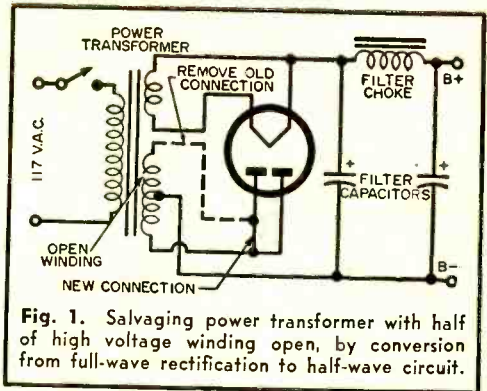 POWER
TRANSFORMER
REMOVE OLD
CONNECTION
FILTER
CHOKE
B+
117 V.A.C.
+
FILTER
CAPACITORS
+
OPEN
WINDING
NEW CONNECTION
B-
Fig. 1. Salvaging power transformer with half
of high voltage winding open, by conversion
from full-wave rectification to half-wave circuit.